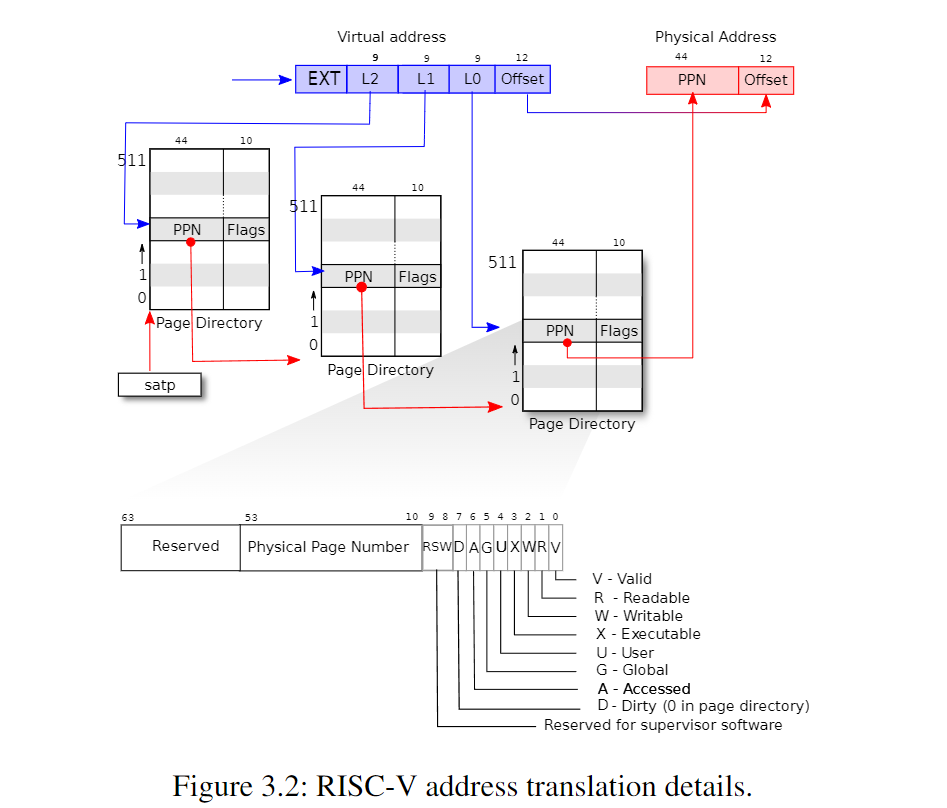 Virtual address
Physical Address
9 9 9 12
44 12
EXT L2 L1 L0 Offset
PPN Offset
44 10
511
PPN Flags
1
0
Page Directory
satp
44 10
511
PPN Flags
1
0
Page Directory
44 10
511
PPN Flags
1
0
Page Directory
63 53 10 9 8 7 6 5 4 3 2 1 0
Reserved Physical Page Number RSW D A G U X W R V
V - Valid
R - Readable
W - Writable
X - Executable
U - User
G - Global
A - Accessed
D - Dirty (0 in page directory)
Reserved for supervisor software
Figure 3.2: RISC-V address translation details.